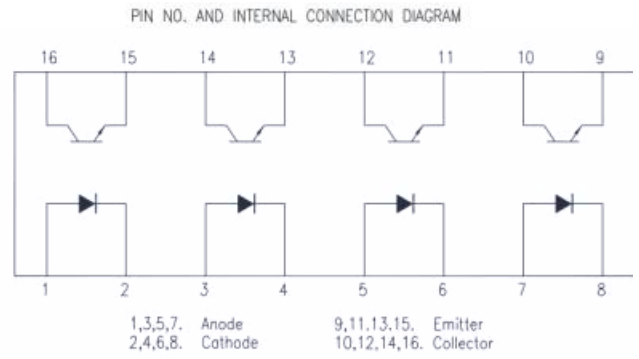 PIN NO. AND INTERNAL CONNECTION DIAGRAM
16 15 14 13 12 11 10 9
1 2 3 4 5 6 7 8
1,3,5,7. Anode 9,11.13.15. Emitter
2,4,6,8. Cathode 10,12,14,16. Collector